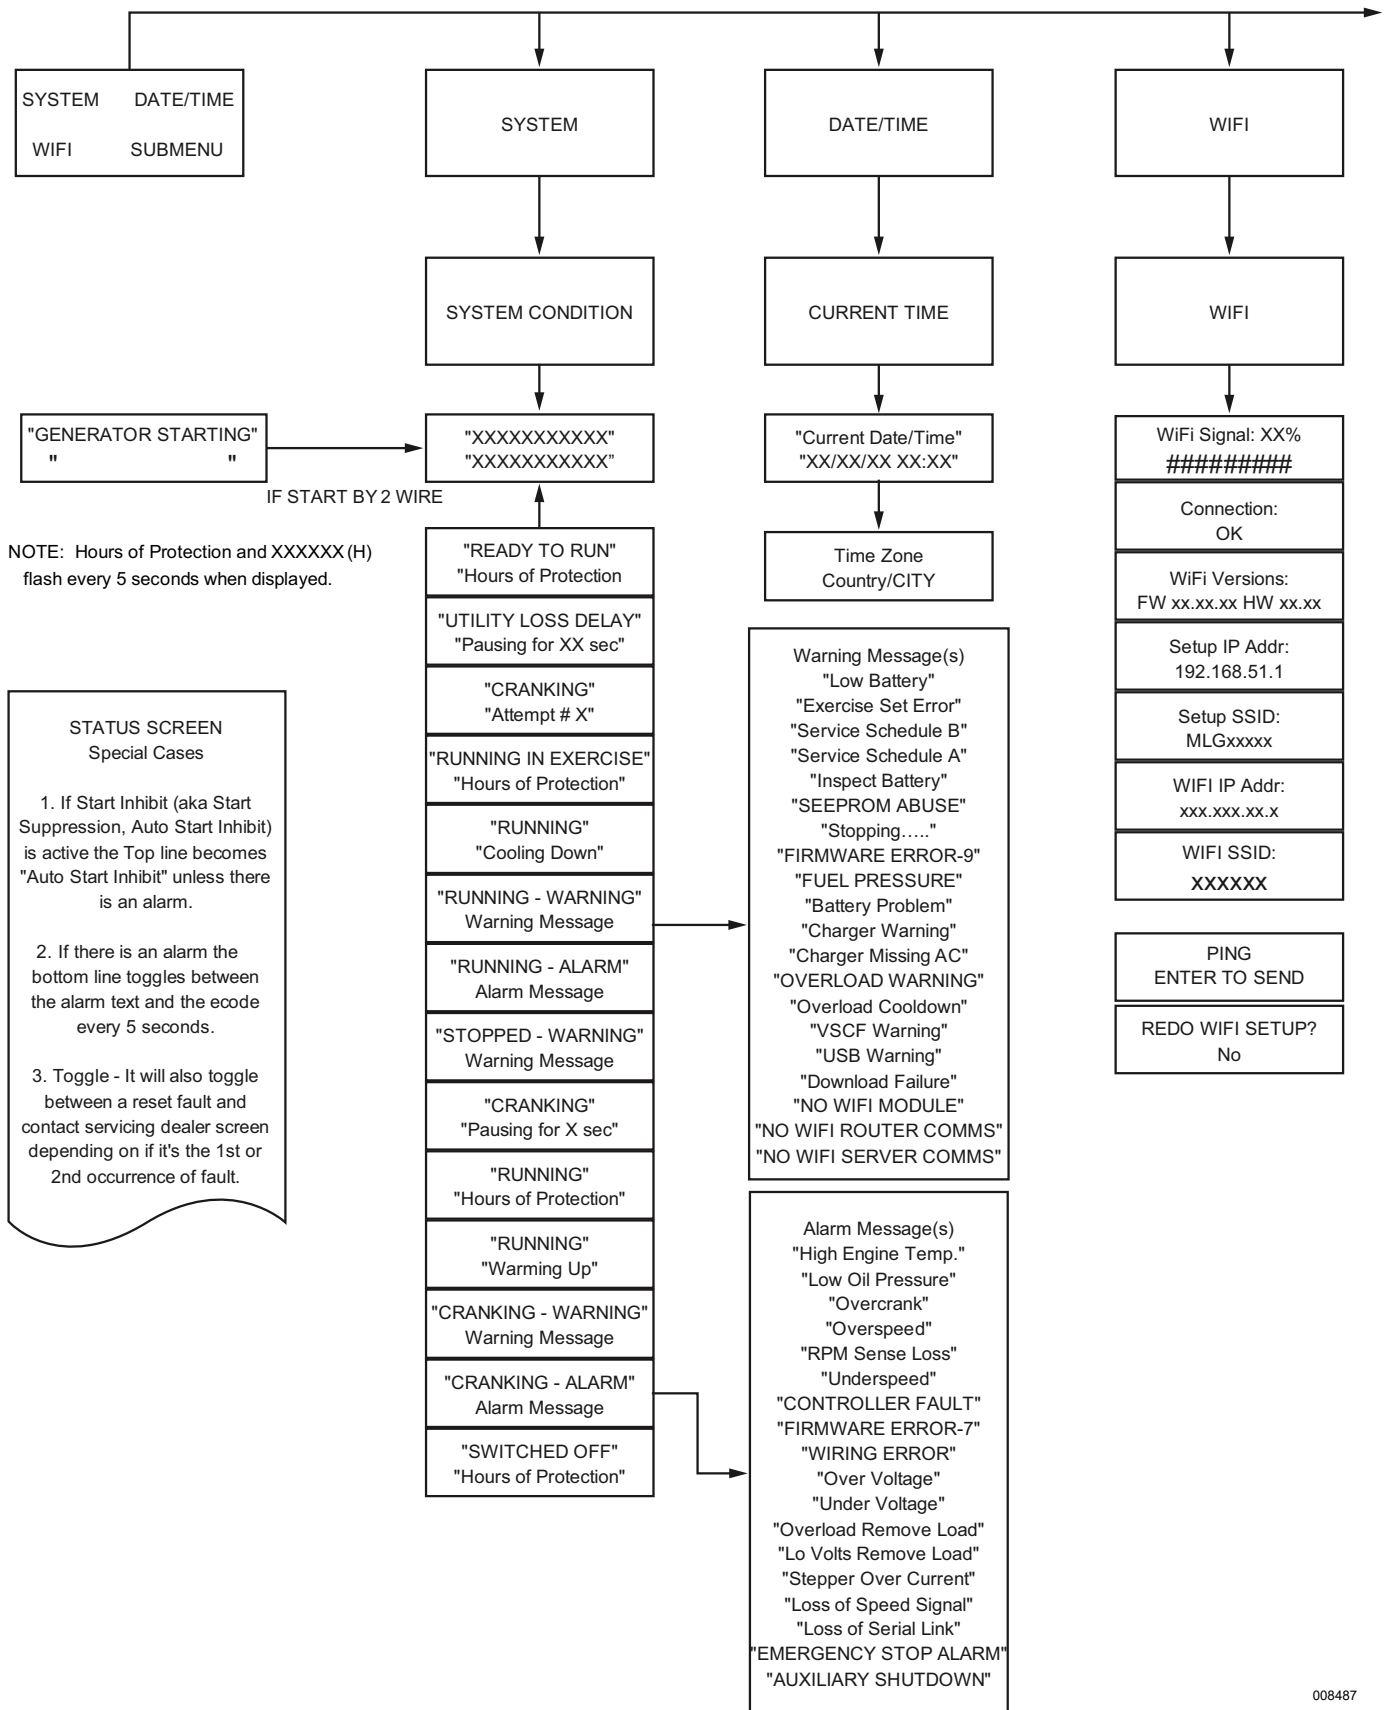 SYSTEM DATE/TIME
WIFI SUBMENU
SYSTEM
DATE/TIME
WIFI
SYSTEM CONDITION
CURRENT TIME
WIFI
"GENERATOR STARTING"
" "
IF START BY 2 WIRE
"XXXXXXXXXXX"
"XXXXXXXXXXX”
"Current Date/Time"
"XX/XX/XX XX:XX"
Time Zone
Country/CITY
NOTE: Hours of Protection and XXXXXX (H)
flash every 5 seconds when displayed.
STATUS SCREEN
Special Cases
1. If Start Inhibit (aka Start
Suppression, Auto Start Inhibit)
is active the Top line becomes
"Auto Start Inhibit" unless there
is an alarm.
2. If there is an alarm the
bottom line toggles between
the alarm text and the ecode
every 5 seconds.
3. Toggle - It will also toggle
between a reset fault and
contact servicing dealer screen
depending on if it's the 1st or
2nd occurrence of fault.
"READY TO RUN"
"Hours of Protection
"UTILITY LOSS DELAY"
"Pausing for XX sec"
"CRANKING"
"Attempt # X"
"RUNNING IN EXERCISE"
"Hours of Protection"
"RUNNING"
"Cooling Down"
"RUNNING - WARNING"
Warning Message
"RUNNING - ALARM"
Alarm Message
"STOPPED - WARNING"
Warning Message
"CRANKING"
"Pausing for X sec"
"RUNNING"
"Hours of Protection"
"RUNNING"
"Warming Up"
"CRANKING - WARNING"
Warning Message
"CRANKING - ALARM"
Alarm Message
"SWITCHED OFF"
"Hours of Protection"
Warning Message(s)
"Low Battery"
"Exercise Set Error"
"Service Schedule B"
"Service Schedule A"
"Inspect Battery"
"SEEPROM ABUSE"
"Stopping….."
"FIRMWARE ERROR-9"
"FUEL PRESSURE"
"Battery Problem"
"Charger Warning"
"Charger Missing AC"
"OVERLOAD WARNING"
"Overload Cooldown"
"VSCF Warning"
"USB Warning"
"Download Failure"
"NO WIFI MODULE"
"NO WIFI ROUTER COMMS"
"NO WIFI SERVER COMMS"
Alarm Message(s)
"High Engine Temp."
"Low Oil Pressure"
"Overcrank"
"Overspeed"
"RPM Sense Loss"
"Underspeed"
"CONTROLLER FAULT"
"FIRMWARE ERROR-7"
"WIRING ERROR"
"Over Voltage"
"Under Voltage"
"Overload Remove Load"
"Lo Volts Remove Load"
"Stepper Over Current"
"Loss of Speed Signal"
"Loss of Serial Link"
"EMERGENCY STOP ALARM"
"AUXILIARY SHUTDOWN"
WiFi Signal: XX%
#########
Connection:
OK
WiFi Versions:
FW xx.xx.xx HW xx.xx
Setup IP Addr:
192.168.51.1
Setup SSID:
MLGxxxxx
WIFI IP Addr:
xxx.xxx.xx.x
WIFI SSID:
XXXXXX
PING
ENTER TO SEND
REDO WIFI SETUP?
No
008487